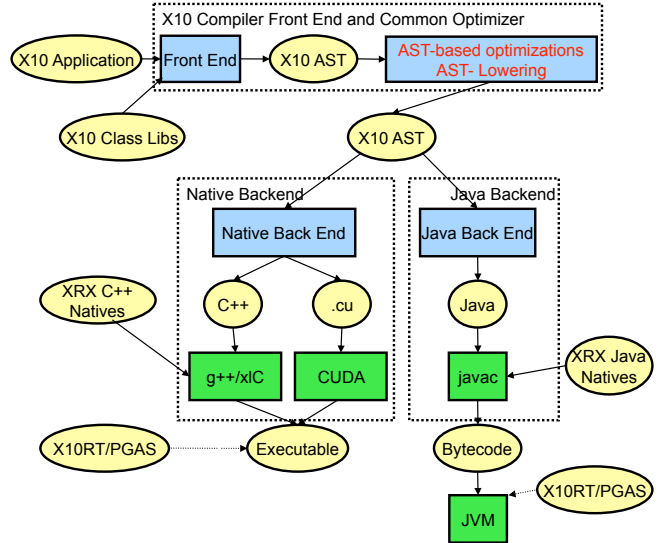 X10 Compiler Front End and Common Optimizer
X10 Application
Front End
X10 AST
AST-based optimizations
AST- Lowering
X10 Class Libs
X10 AST
Native Backend
Java Backend
Native Back End
Java Back End
XRX C++
Natives
C++
.cu
Java
g++/xlC
CUDA
javac
XRX Java
Natives
X10RT/PGAS
Executable
Bytecode
X10RT/PGAS
JVM